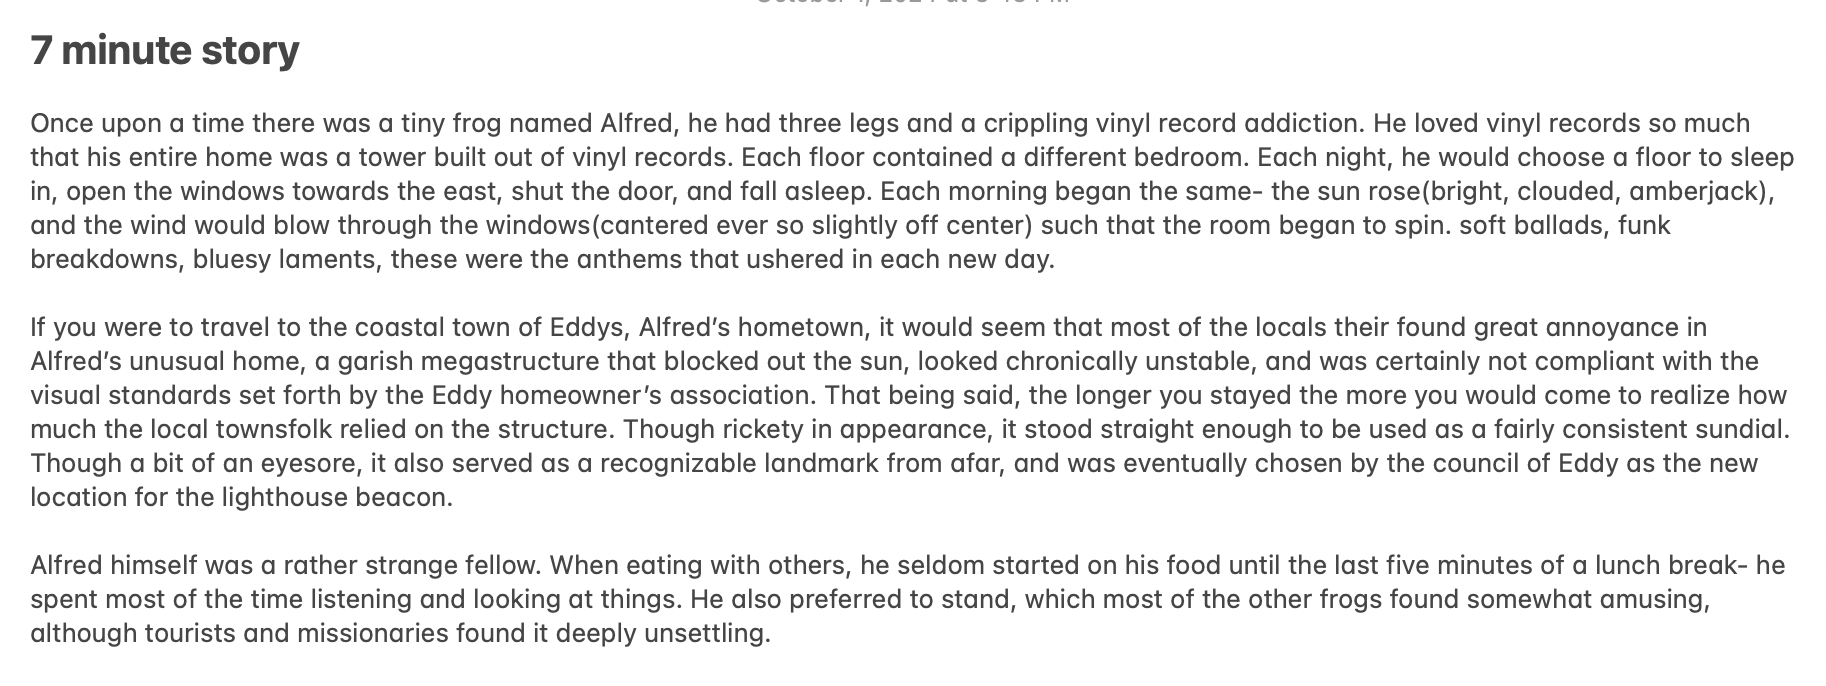 7 minute story
Once upon a time there was a tiny frog named Alfred, he had three legs and a crippling vinyl record addiction. He loved vinyl records so much
that his entire home was a tower built out of vinyl records. Each floor contained a different bedroom. Each night, he would choose a floor to sleep
in, open the windows towards the east, shut the door, and fall asleep. Each morning began the same- the sun rose(bright, clouded, amberjack),
and the wind would blow through the windows(cantered ever so slightly off center) such that the room began to spin. soft ballads, funk
breakdowns, bluesy laments, these were the anthems that ushered in each new day.
If you were to travel to the coastal town of Eddys, Alfred’s hometown, it would seem that most of the locals their found great annoyance in
Alfred’s unusual home, a garish megastructure that blocked out the sun, looked chronically unstable, and was certainly not compliant with the
visual standards set forth by the Eddy homeowner’s association. That being said, the longer you stayed the more you would come to realize how
much the local townsfolk relied on the structure. Though rickety in appearance, it stood straight enough to be used as a fairly consistent sundial.
Though a bit of an eyesore, it also served as a recognizable landmark from afar, and was eventually chosen by the council of Eddy as the new
location for the lighthouse beacon.
Alfred himself was a rather strange fellow. When eating with others, he seldom started on his food until the last five minutes of a lunch break- he
spent most of the time listening and looking at things. He also preferred to stand, which most of the other frogs found somewhat amusing,
although tourists and missionaries found it deeply unsettling.